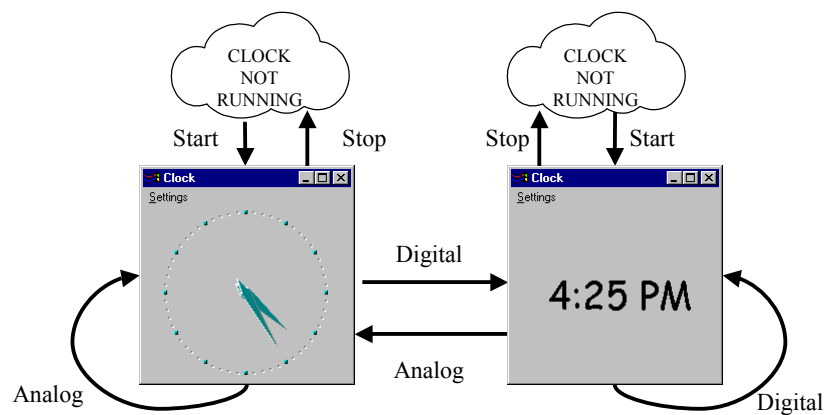 CLOCK
NOT
RUNNING
CLOCK
NOT
RUNNING
Start
Stop
Stop
Start
Clock
Settings
Clock
Settings
Digital
4:25 PM
Analog
Analog
Digital